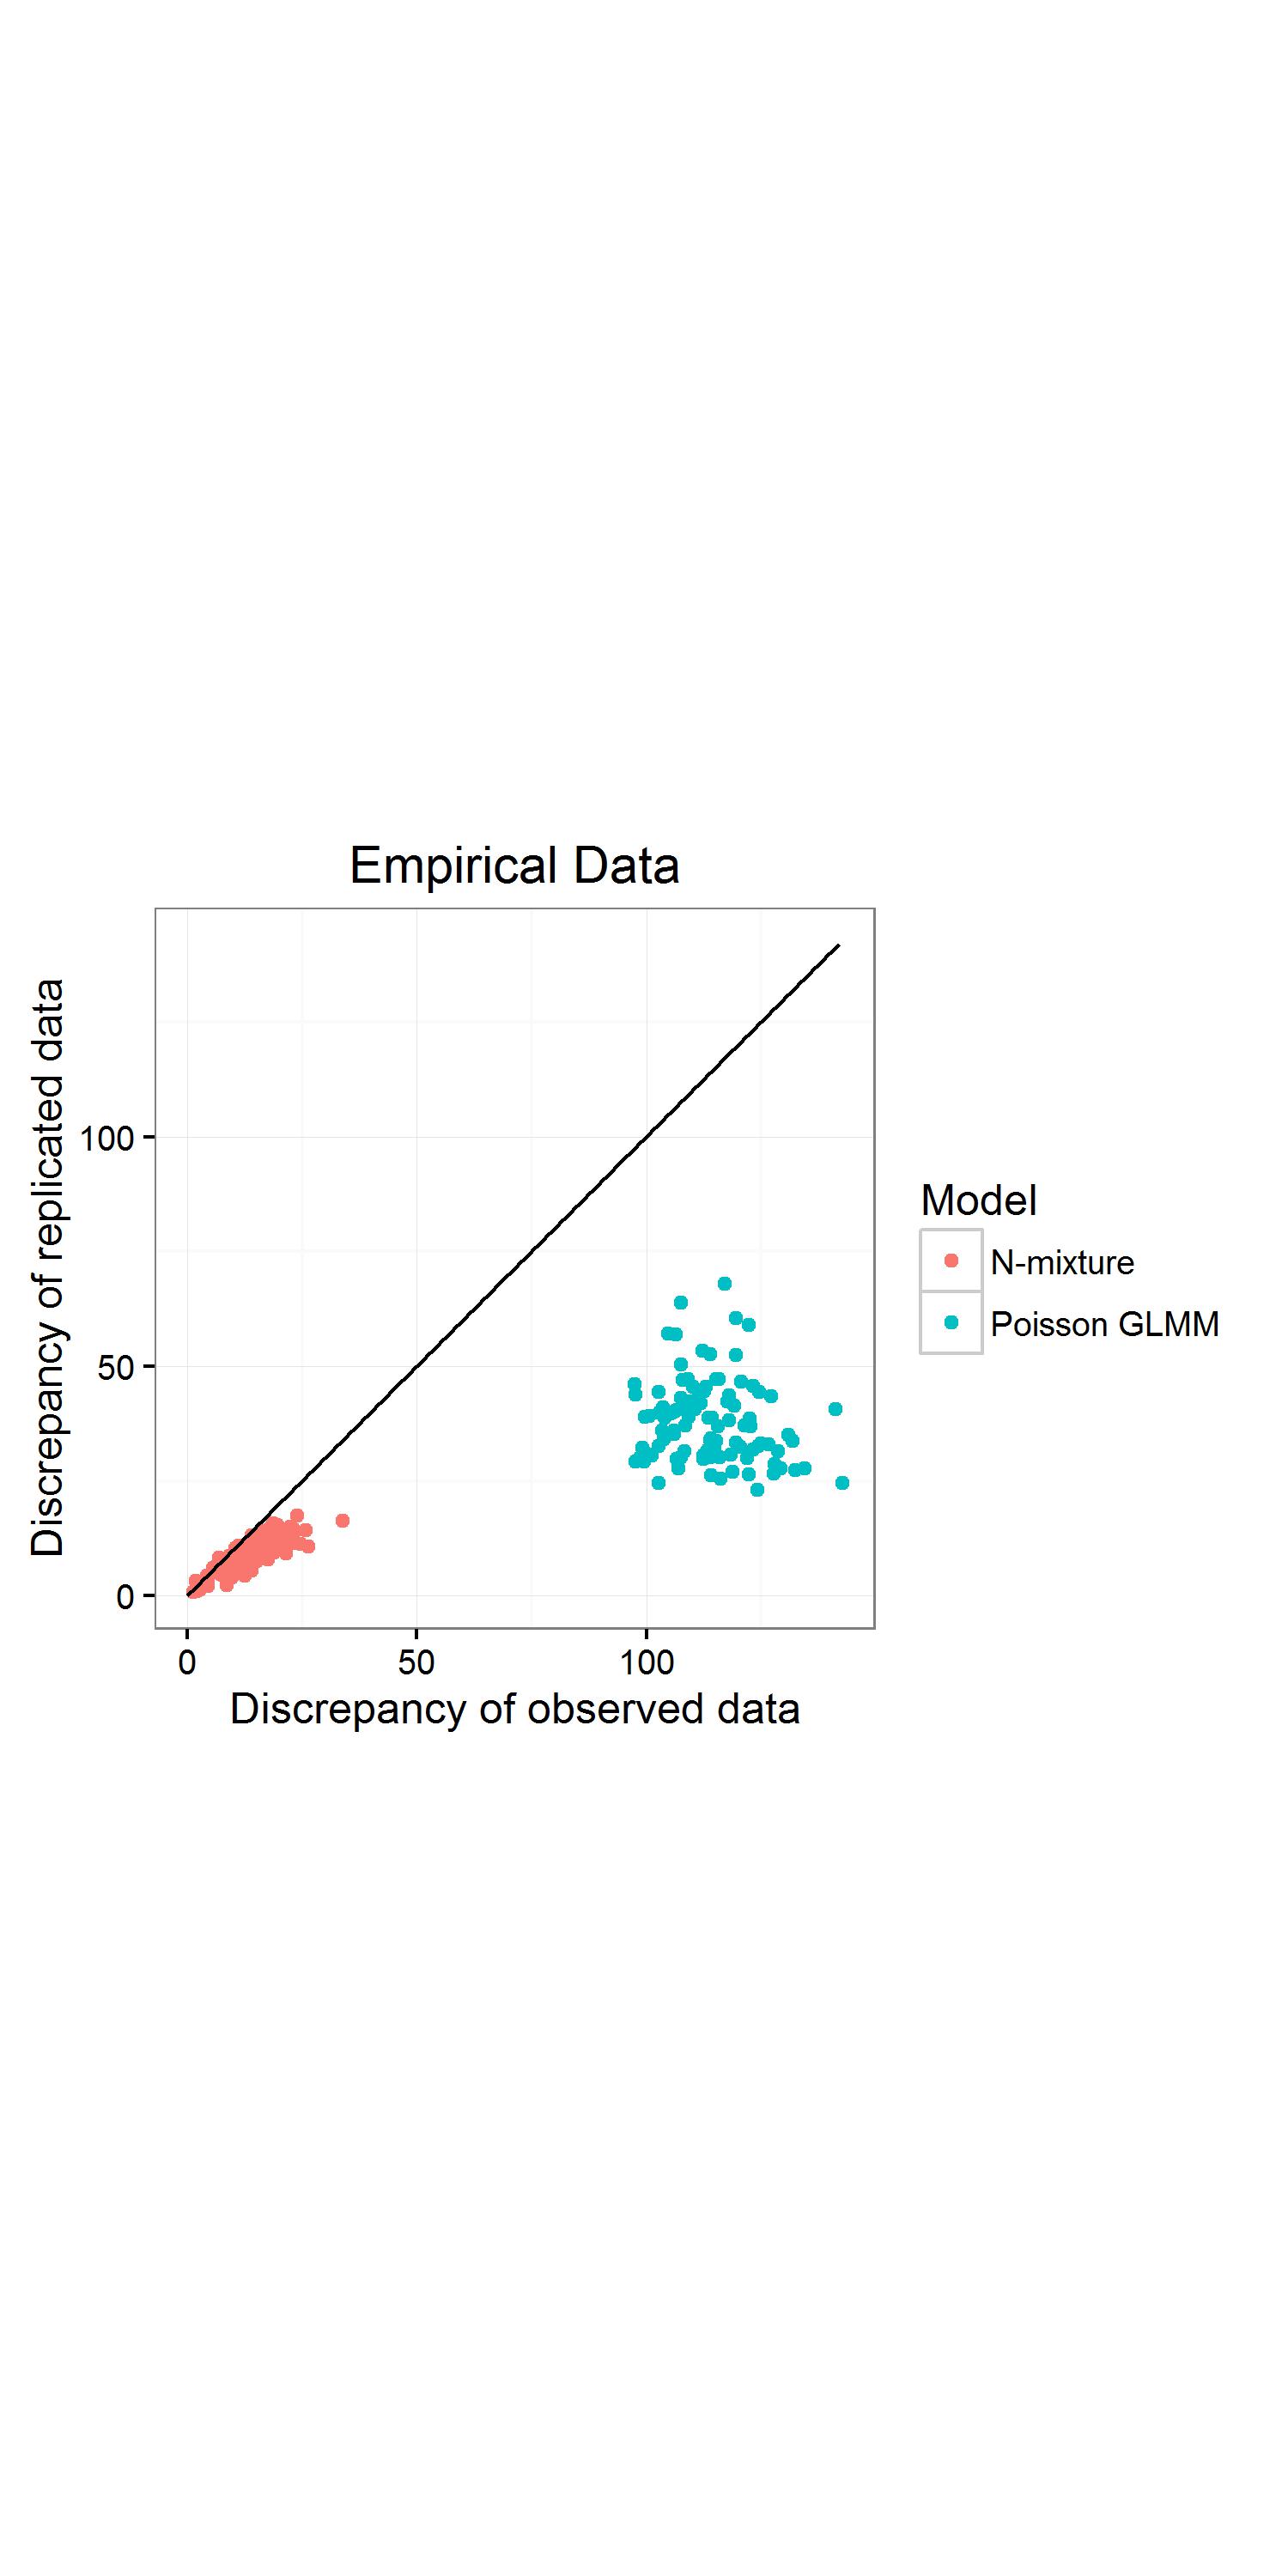 Empirical Data
Discrepancy of replicated data
100
50
0
0 50 100
Discrepancy of observed data
Model
N-mixture
Poisson GLMM